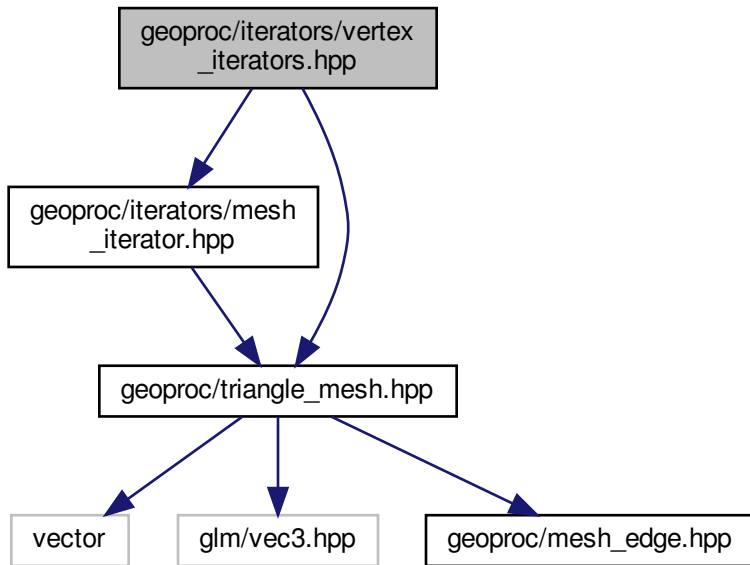 geoproc/iterators/vertex
_iterators.hpp
geoproc/iterators/mesh
_iterator.hpp
geoproc/triangle_mesh.hpp
vector
glm/vec3.hpp
geoproc/mesh_edge.hpp